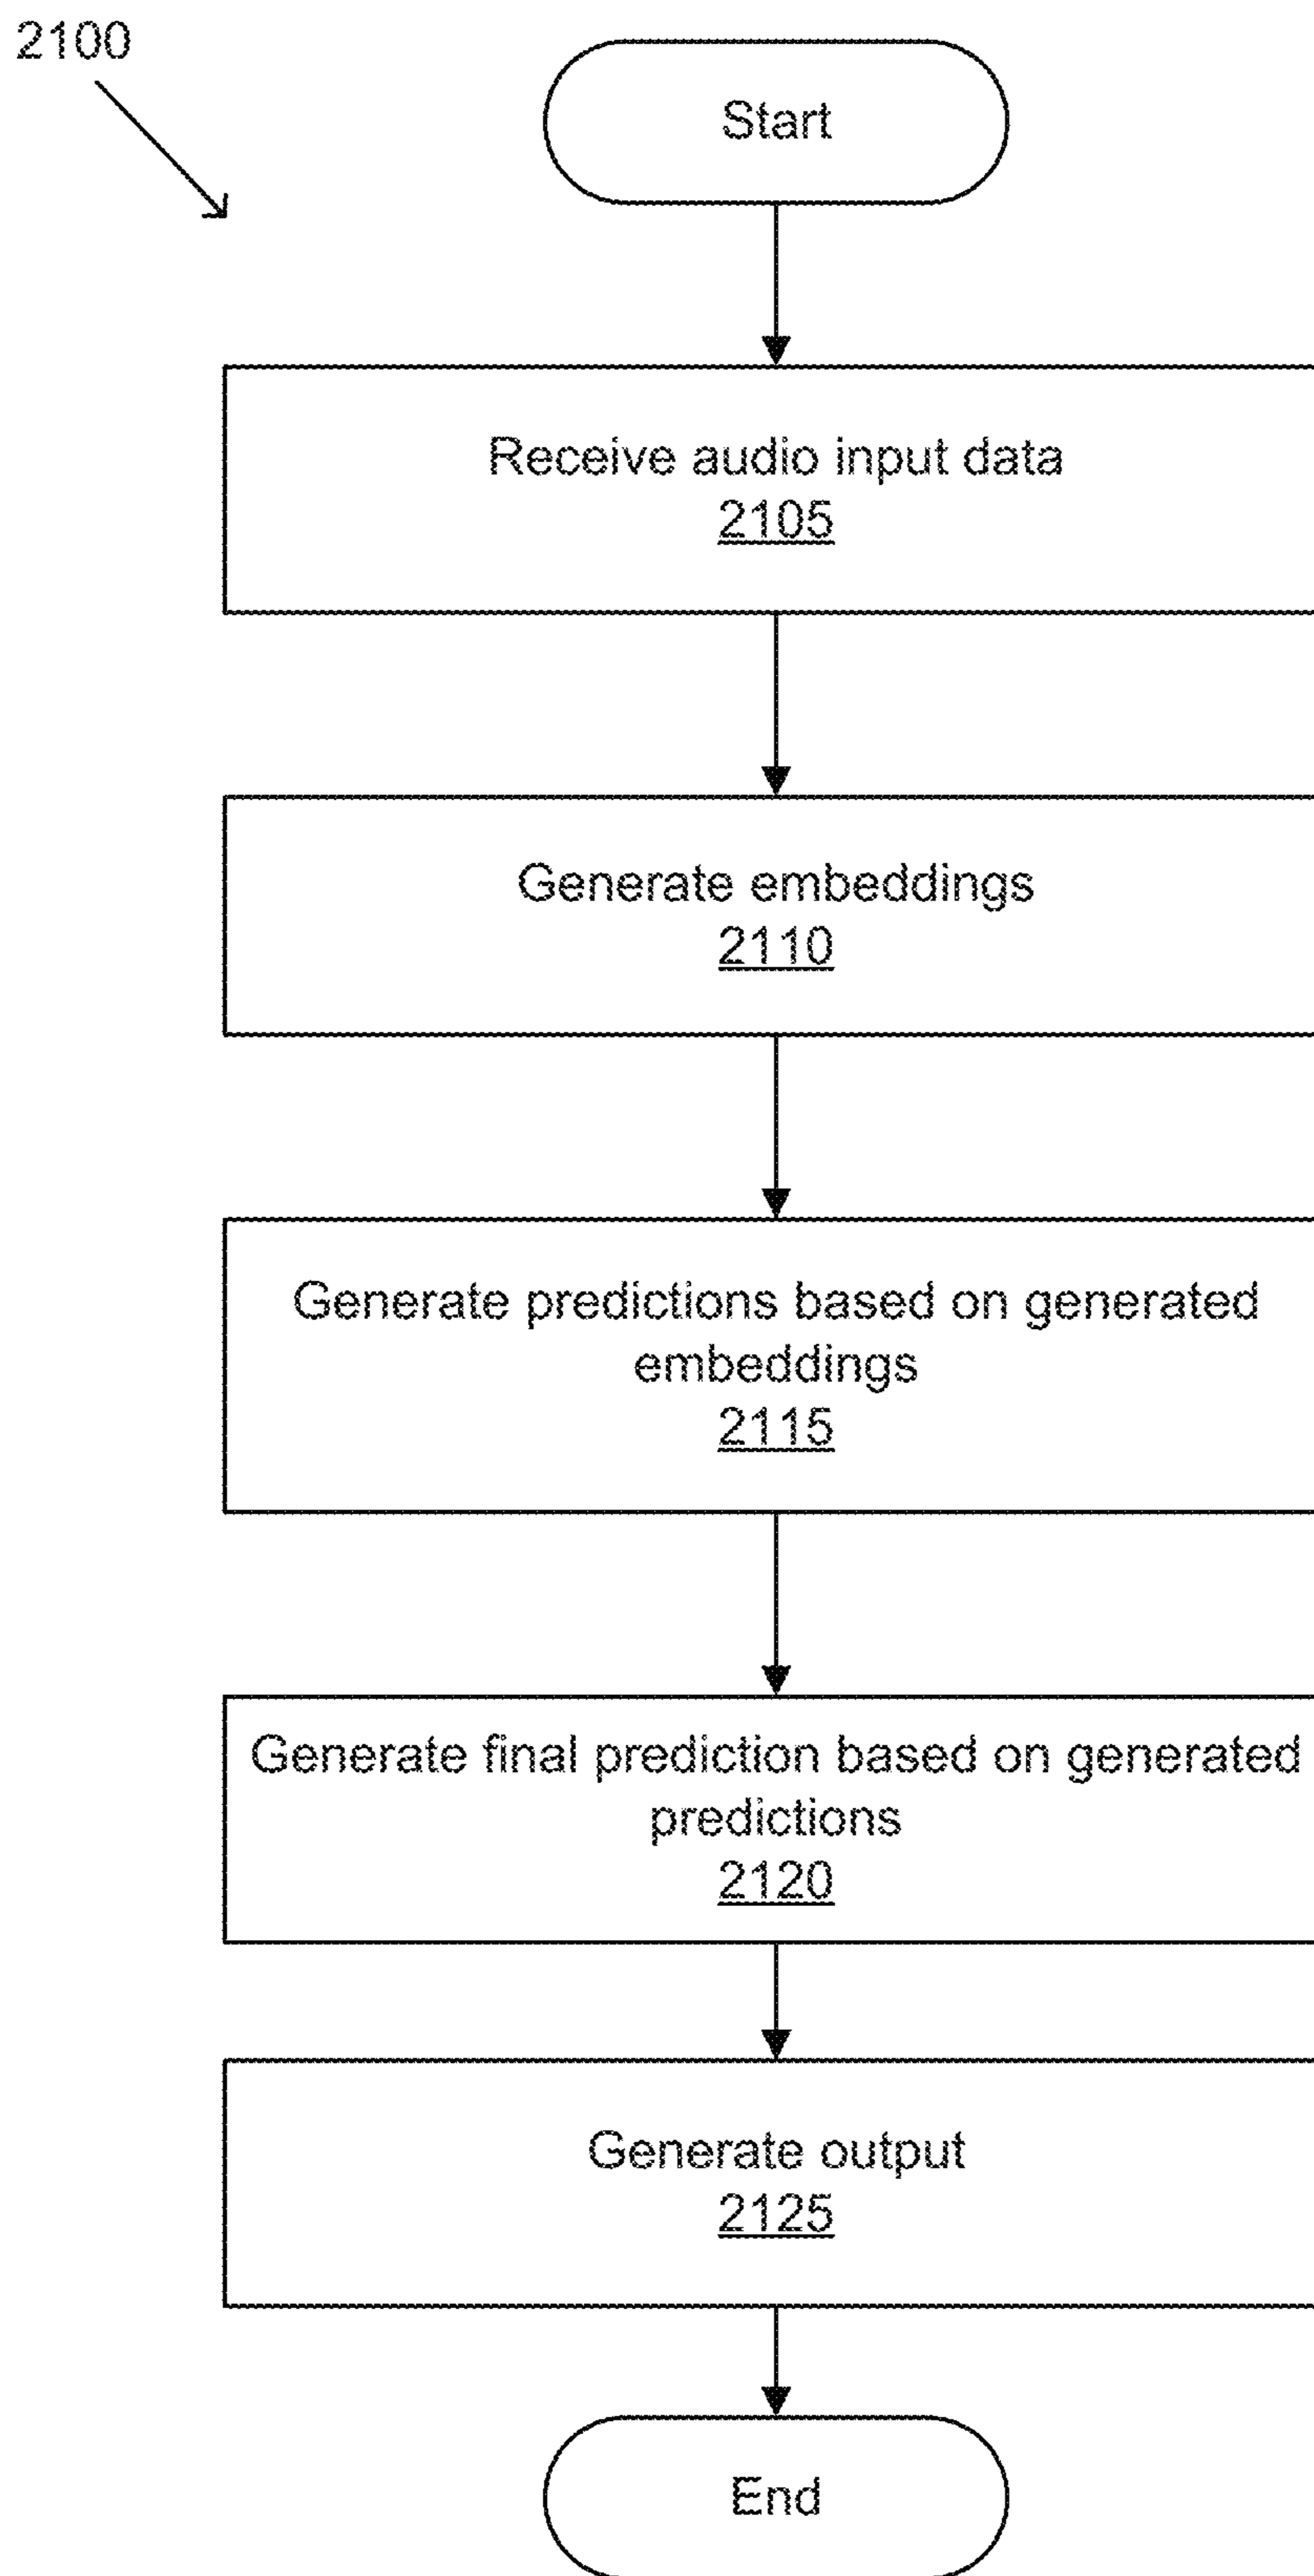 2100
Start
Receive audio input data
2105
Generate embeddings
2110
Generate predictions based on generated
embeddings
2115
Generate final prediction based on generated
predictions
2120
Generate output
2125
End